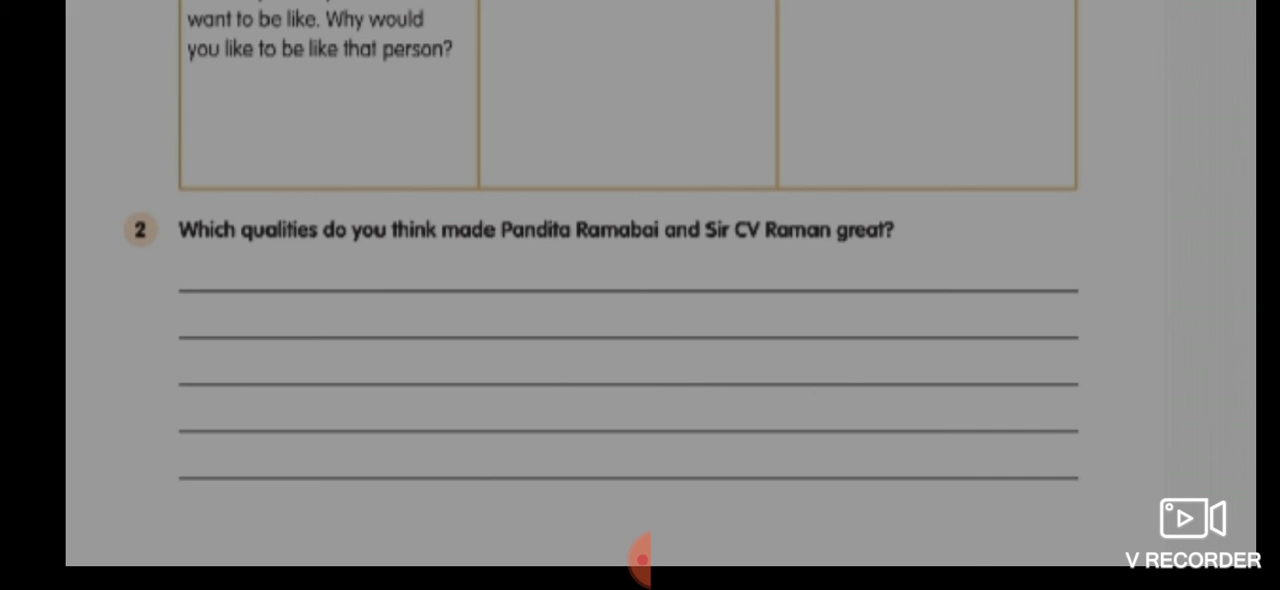 want to be like. Why would
you like to be like that person?
2 Which qualities do you think made Pandita Ramabai and Sir CV Raman great?
V RECORDER